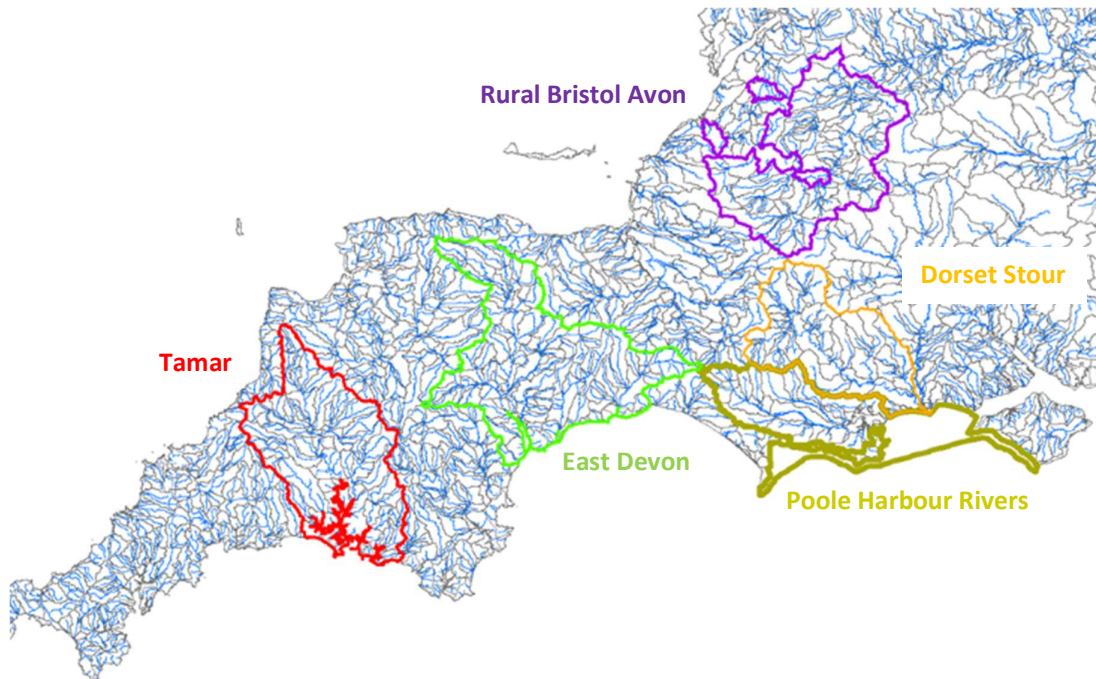 Rural Bristol Avon
Dorset Stour
Tamar
East Devon
Poole Harbour Rivers